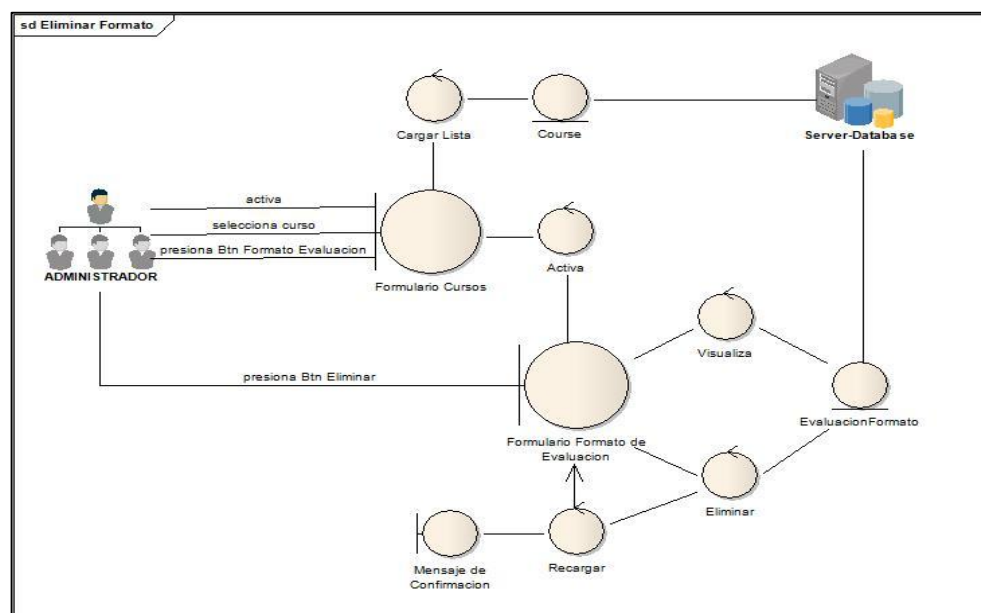 sd Eliminar Formato
Cargar Lista
Course
Server-Database
activa
selecciona curso
presiona Btn Formato Evaluacion
ADMINISTRADOR
Formulario Cursos
Activa
Visualiza
presiona Btn Eliminar
EvaluacionFormato
Formulario Formato de
Evaluacion
Eliminar
Mensaje de
Confirmacion
Recargar